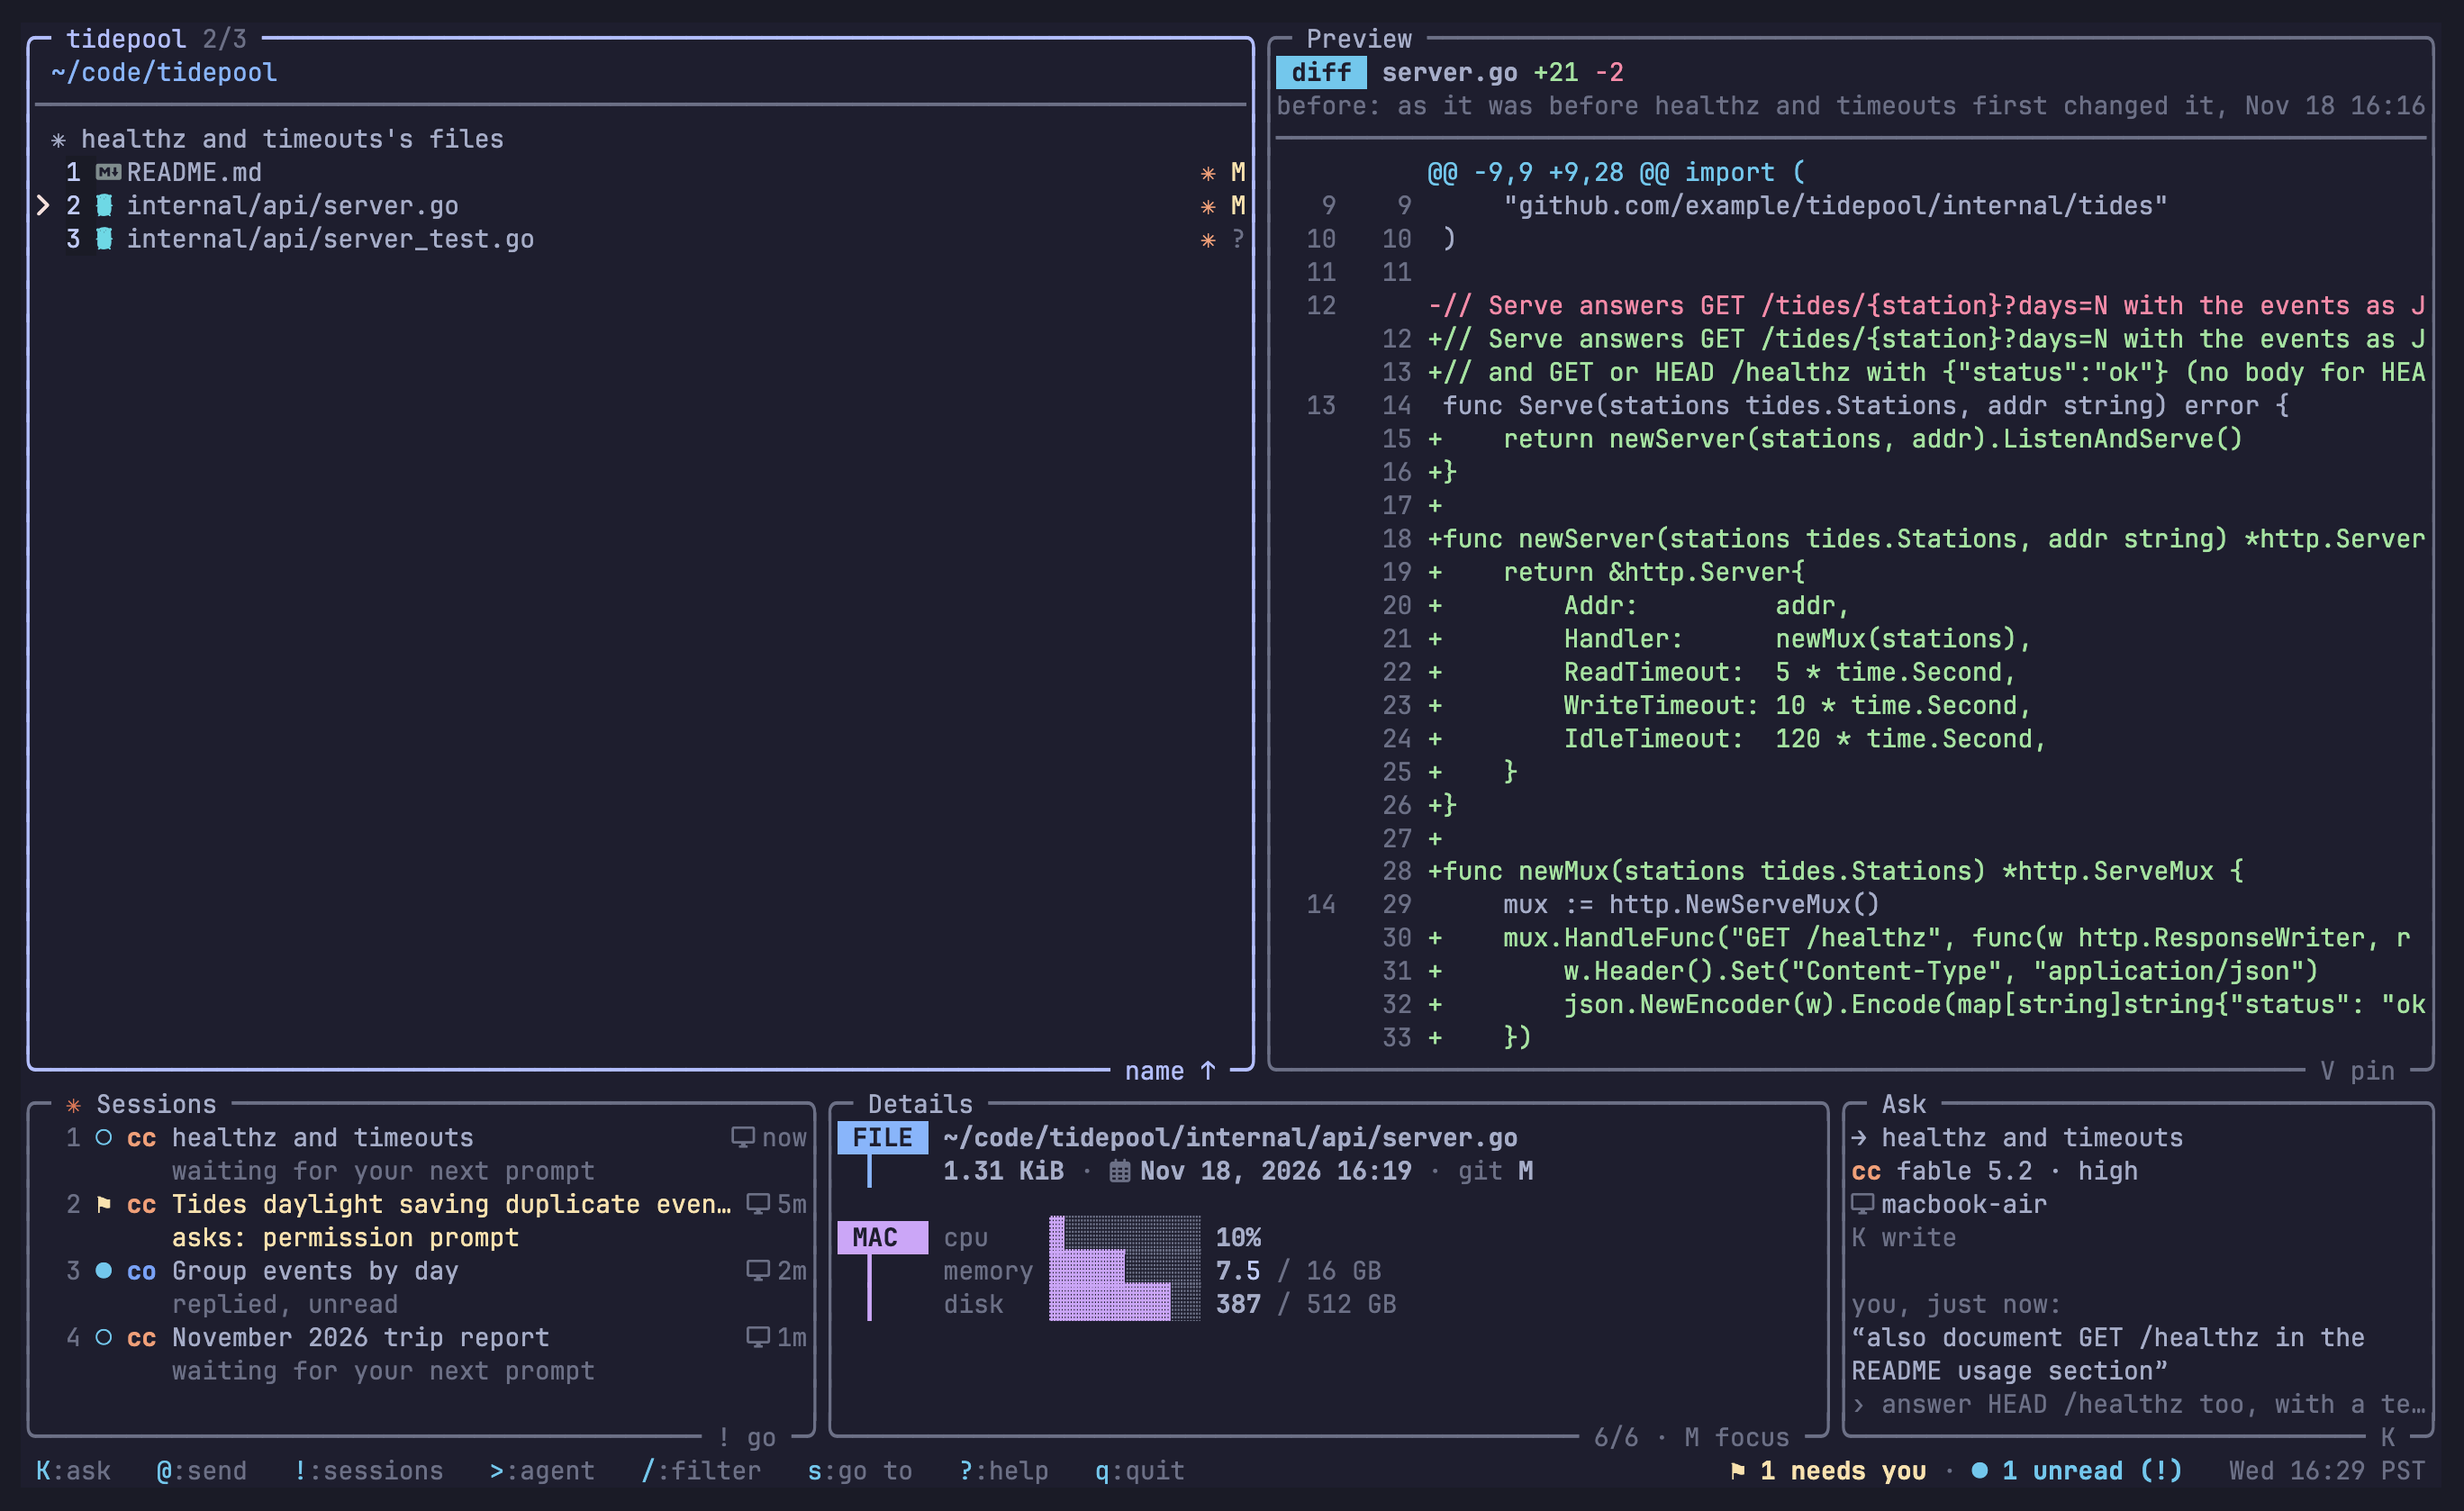 tidepool 2/3
~/code/tidepool
✳ healthz and timeouts's files
1 README.md ✳ M
2 internal/api/server.go ✳ M
3 internal/api/server_test.go ✳ ?
name ↑
Preview
diff server.go +21 -2
before: as it was before healthz and timeouts first changed it, Nov 18 16:16
@@ -9,9 +9,28 @@ import (
9 9 "github.com/example/tidepool/internal/tides"
10 10 )
11 11
12 -// Serve answers GET /tides/{station}?days=N with the events as J
12 +// Serve answers GET /tides/{station}?days=N with the events as J
13 +// and GET or HEAD /healthz with {"status":"ok"} (no body for HEA
13 14 func Serve(stations tides.Stations, addr string) error {
15 + return newServer(stations, addr).ListenAndServe()
16 +}
17 +
18 +func newServer(stations tides.Stations, addr string) *http.Server
19 + return &http.Server{
20 + Addr: addr,
21 + Handler: newMux(stations),
22 + ReadTimeout: 5 * time.Second,
23 + WriteTimeout: 10 * time.Second,
24 + IdleTimeout: 120 * time.Second,
25 + }
26 +}
27 +
28 +func newMux(stations tides.Stations) *http.ServeMux {
14 29 mux := http.NewServeMux()
30 + mux.HandleFunc("GET /healthz", func(w http.ResponseWriter, r
31 + w.Header().Set("Content-Type", "application/json")
32 + json.NewEncoder(w).Encode(map[string]string{"status": "ok
33 + })
V pin
✳ Sessions
1 cc healthz and timeouts now
waiting for your next prompt
2 cc Tides daylight saving duplicate even… 5m
asks: permission prompt
3 co Group events by day 2m
replied, unread
4 cc November 2026 trip report 1m
waiting for your next prompt
! go
Details
FILE ~/code/tidepool/internal/api/server.go
1.31 KiB · Nov 18, 2026 16:19 · git M
MAC cpu 10%
memory 7.5 / 16 GB
disk 387 / 512 GB
6/6 · M focus
Ask
→ healthz and timeouts
cc fable 5.2 · high
macbook-air
K write
you, just now:
“also document GET /healthz in the
README usage section”
› answer HEAD /healthz too, with a te…
K
K:ask @:send !:sessions >:agent /:filter s:go to ?:help q:quit
⚑ 1 needs you · ● 1 unread (!) Wed 16:29 PST